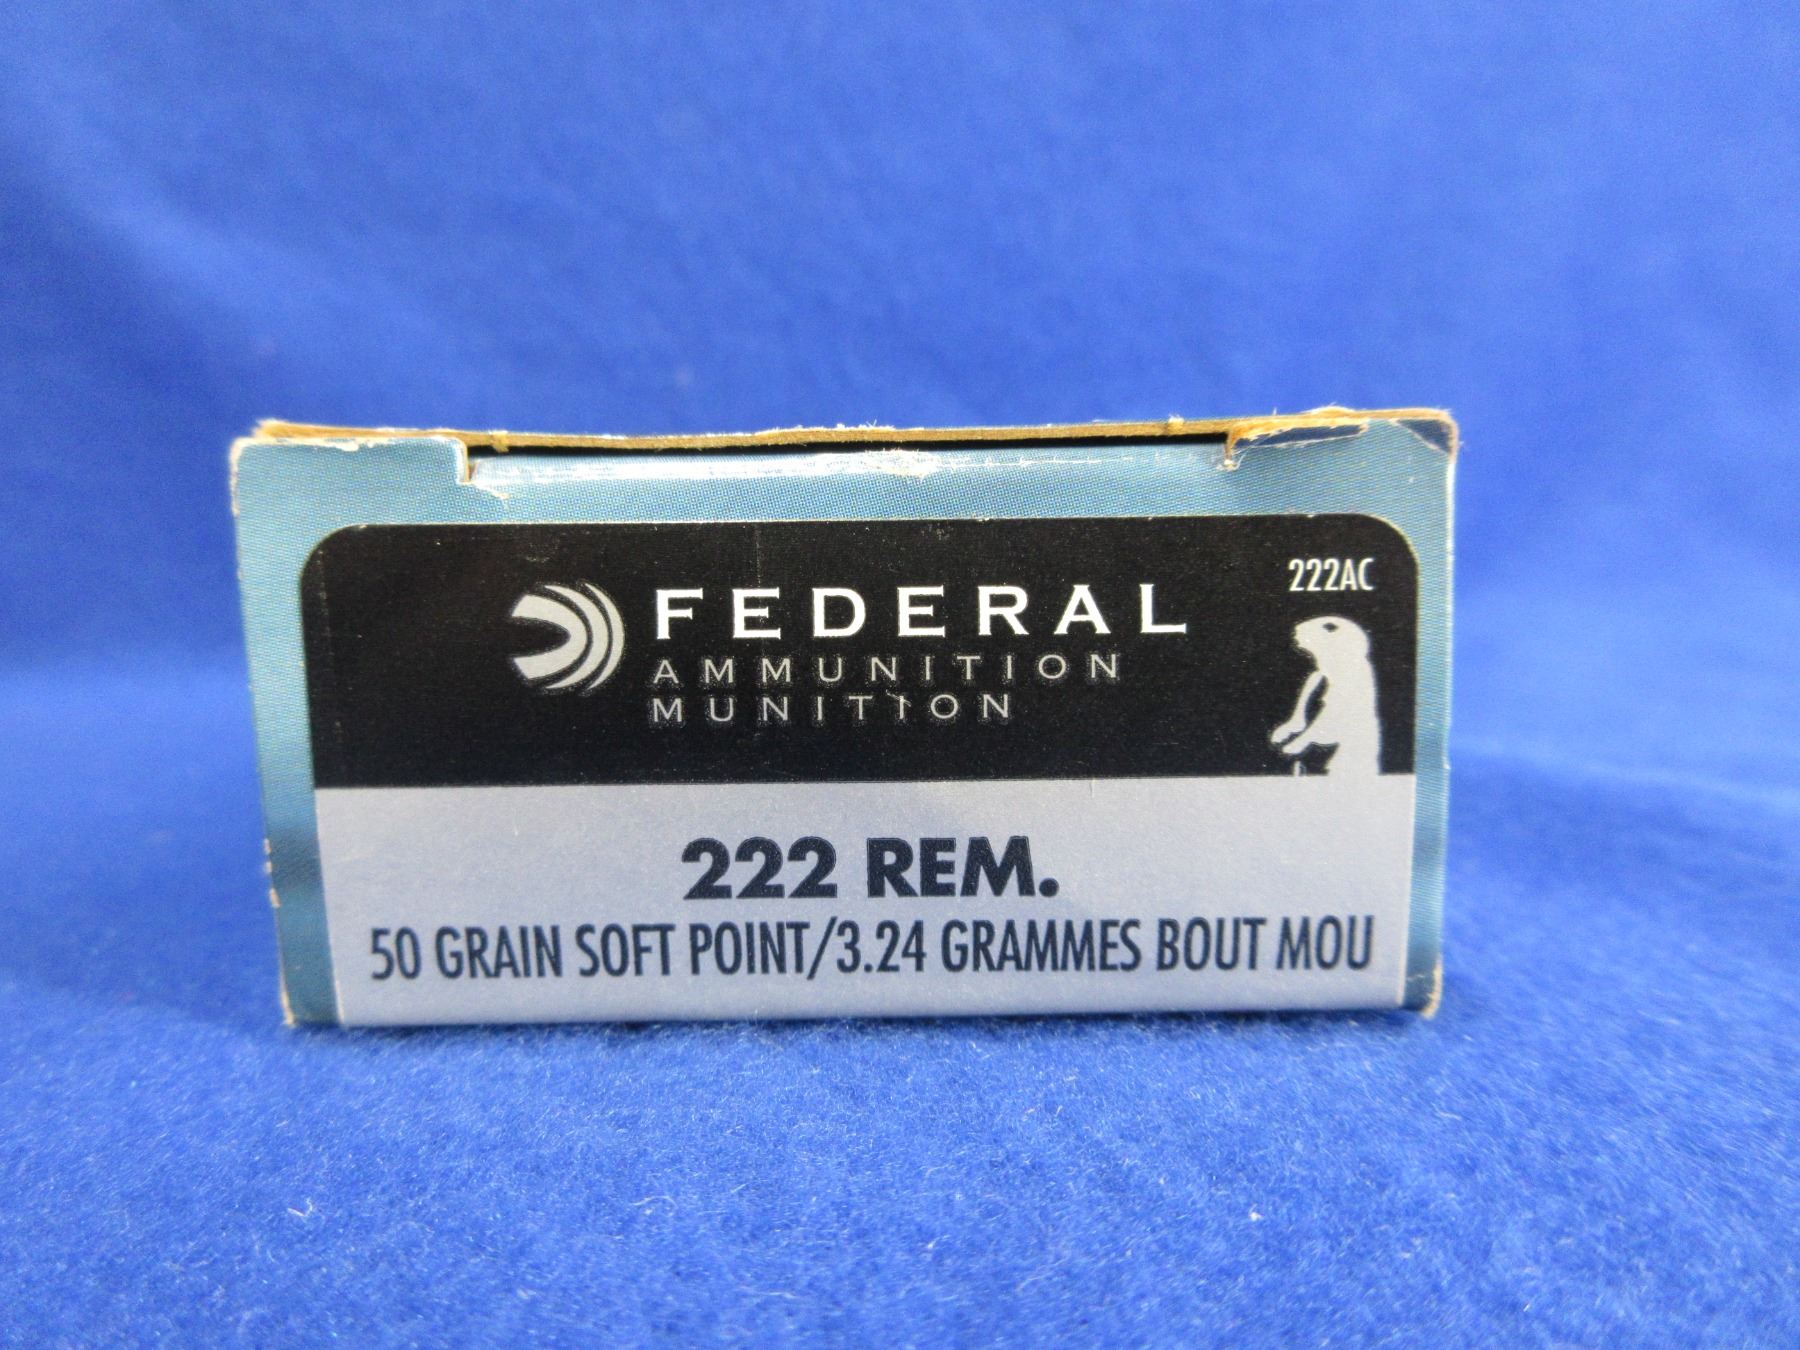 222AC
FEDERAL
AMMUNITION
MUNITION
222 REM.
50 GRAIN SOFT POINT/3.24 GRAMMES BOUT MOU